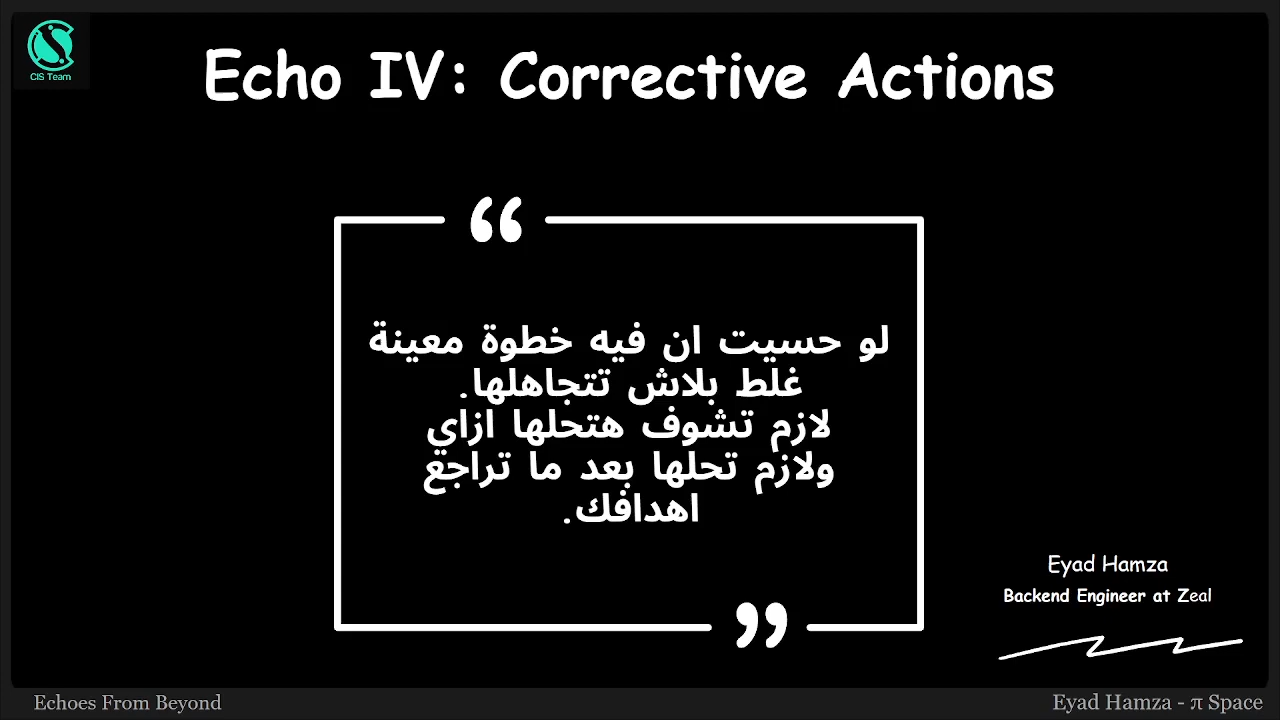 CIS Team
Echo IV: Corrective Actions
“
لو حسيت ان فيه خطوة معينة
غلط بلاش تتجاهلها.
لازم تشوف هتحلها ازاي
ولازم تحلها بعد ما تراجع
اهدافك.
”
Eyad Hamza
Backend Engineer at Zeal
Echoes From Beyond
Eyad Hamza - π Space